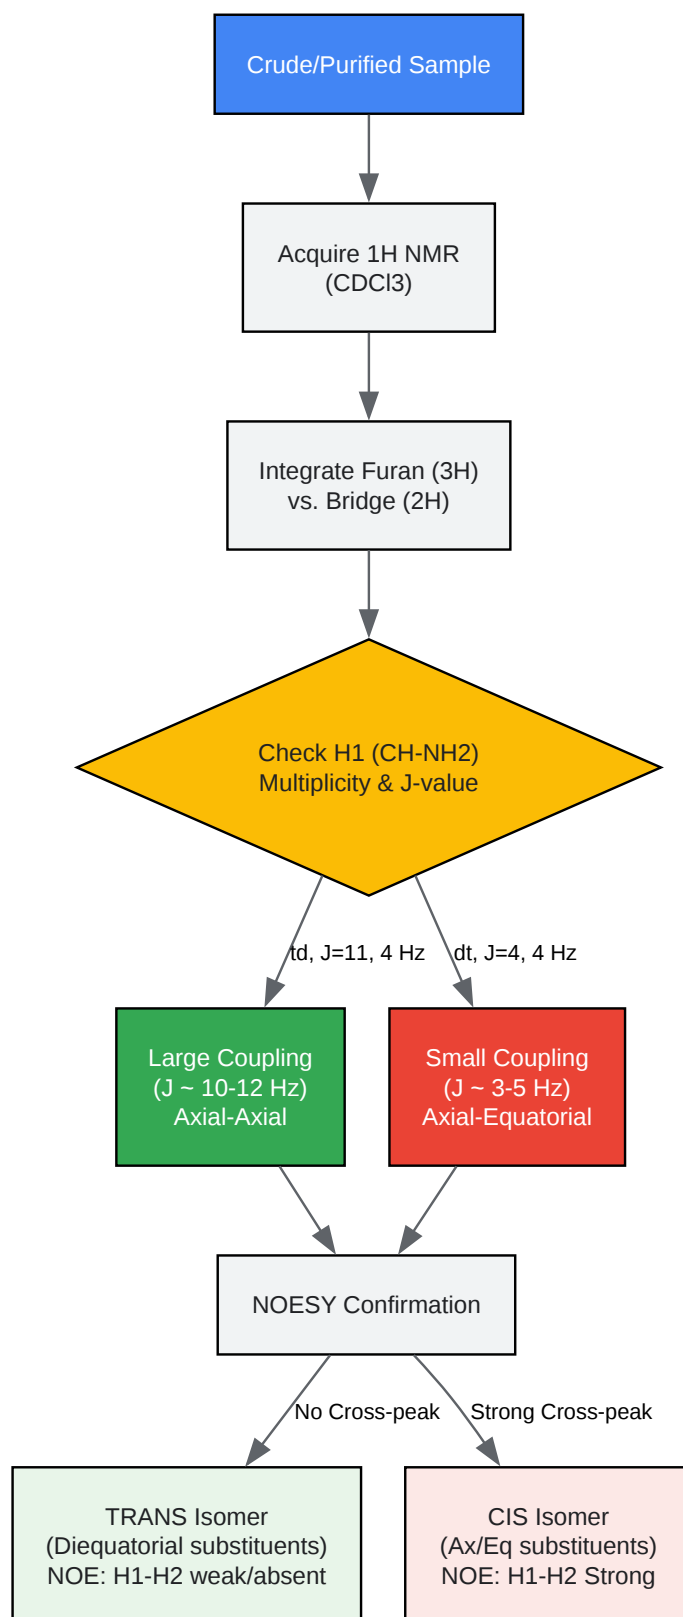 Crude/Purified Sample
Acquire 1H NMR
(CDCl3)
Integrate Furan (3H)
vs. Bridge (2H)
Check H1 (CH-NH2)
Multiplicity & J-value
td, J=11, 4 Hz
dt, J=4, 4 Hz
Large Coupling
(J ~ 10-12 Hz)
Axial-Axial
Small Coupling
(J ~ 3-5 Hz)
Axial-Equatorial
NOESY Confirmation
No Cross-peak
Strong Cross-peak
TRANS Isomer
(Diequatorial substituents)
NOE: H1-H2 weak/absent
CIS Isomer
(Ax/Eq substituents)
NOE: H1-H2 Strong